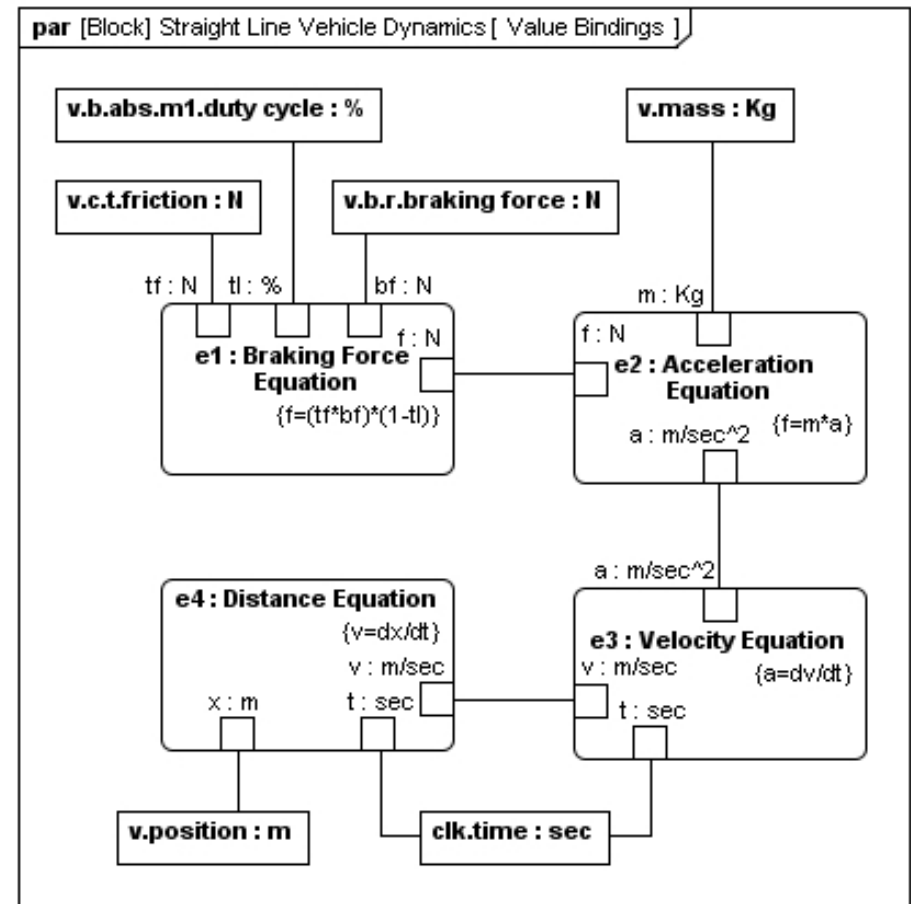 par [Block] Straight Line Vehicle Dynamics [ Value Bindings ]
v.b.abs.m1.duty cycle : %
v.mass : Kg
v.c.t.friction : N
v.b.r.braking force : N
tf : N
tl : %
bf : N
m : Kg
f : N
e1 : Braking Force
Equation
{f=(tf*bf)*(1-tl)}
f : N
e2 : Acceleration
Equation
{f=m*a}
a : m/sec^2
a : m/sec^2
e4 : Distance Equation
{v=dx/dt}
v : m/sec
x : m
t : sec
e3 : Velocity Equation
{a=dv/dt}
v : m/sec
t : sec
v.position : m
clk.time : sec